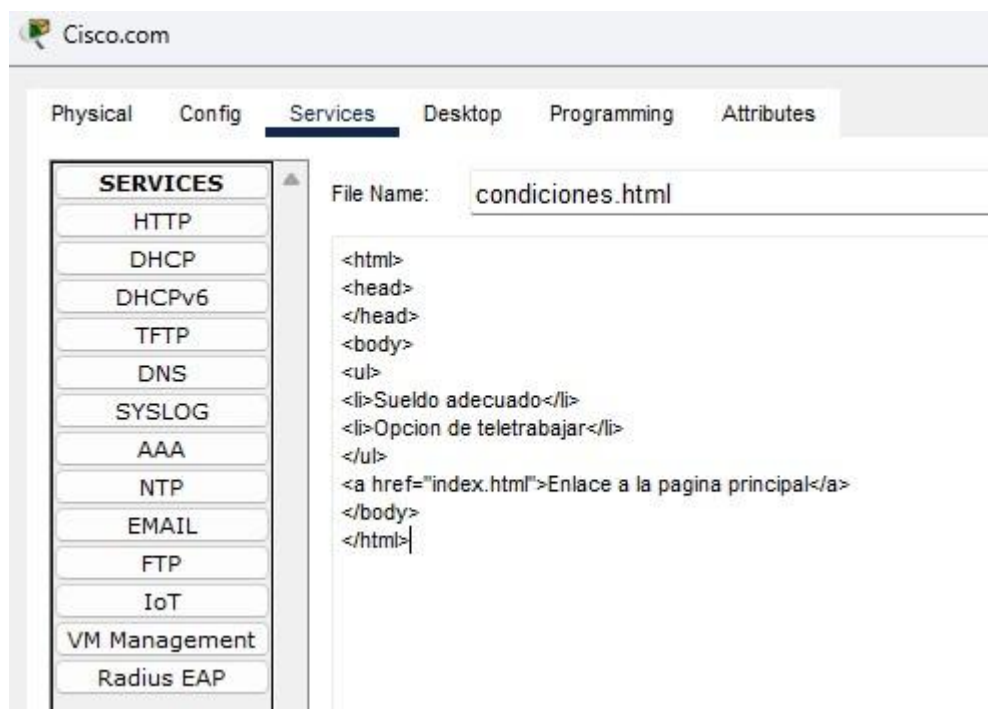 Cisco.com
Physical Config Services Desktop Programming Attributes
SERVICES
HTTP
DHCP
DHCPv6
TFTP
DNS
SYSLOG
AAA
NTP
EMAIL
FTP
IoT
VM Management
Radius EAP
File Name: condiciones.html
<html>
<head>
</head>
<body>
<ul>
<li>Sueldo adecuado</li>
<li>Opcion de teletrabajar</li>
</ul>
<a href="index.html">Enlace a la pagina principal</a>
</body>
</html>